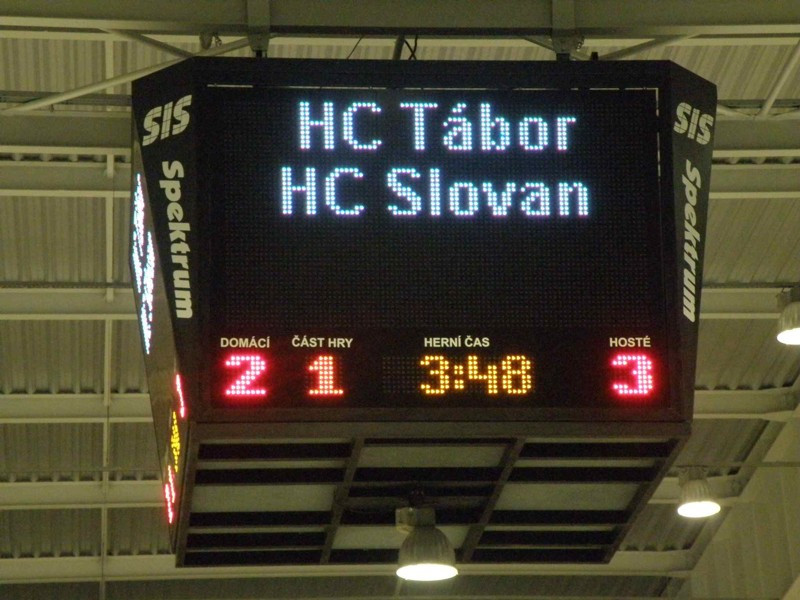 HC Tábor
HC Slovan
SIS
Spektrum
SIS
Spektrum
DOMÁCÍ ČÁST HRY HERNÍ ČAS HOSTÉ
2 1 3:48 3